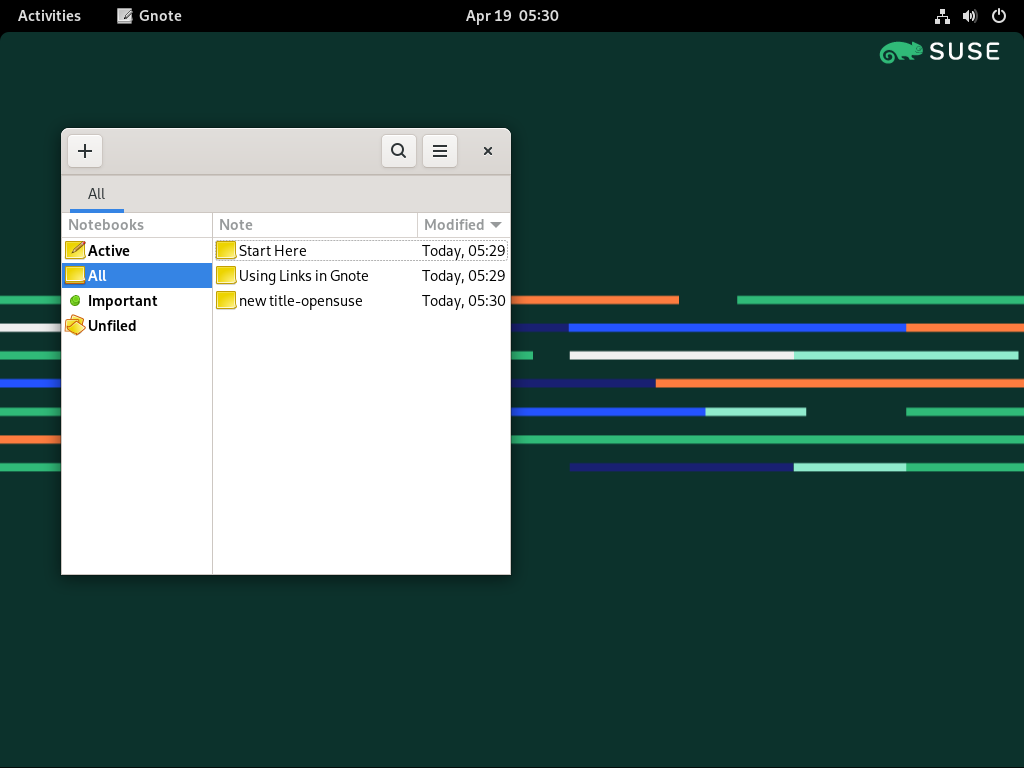 Activities Gnote Apr 19 05:30
SUSE
All
Notebooks Note Modified
Active Start Here Today, 05:29
All Using Links in Gnote Today, 05:29
Important new title-opensuse Today, 05:30
Unfiled